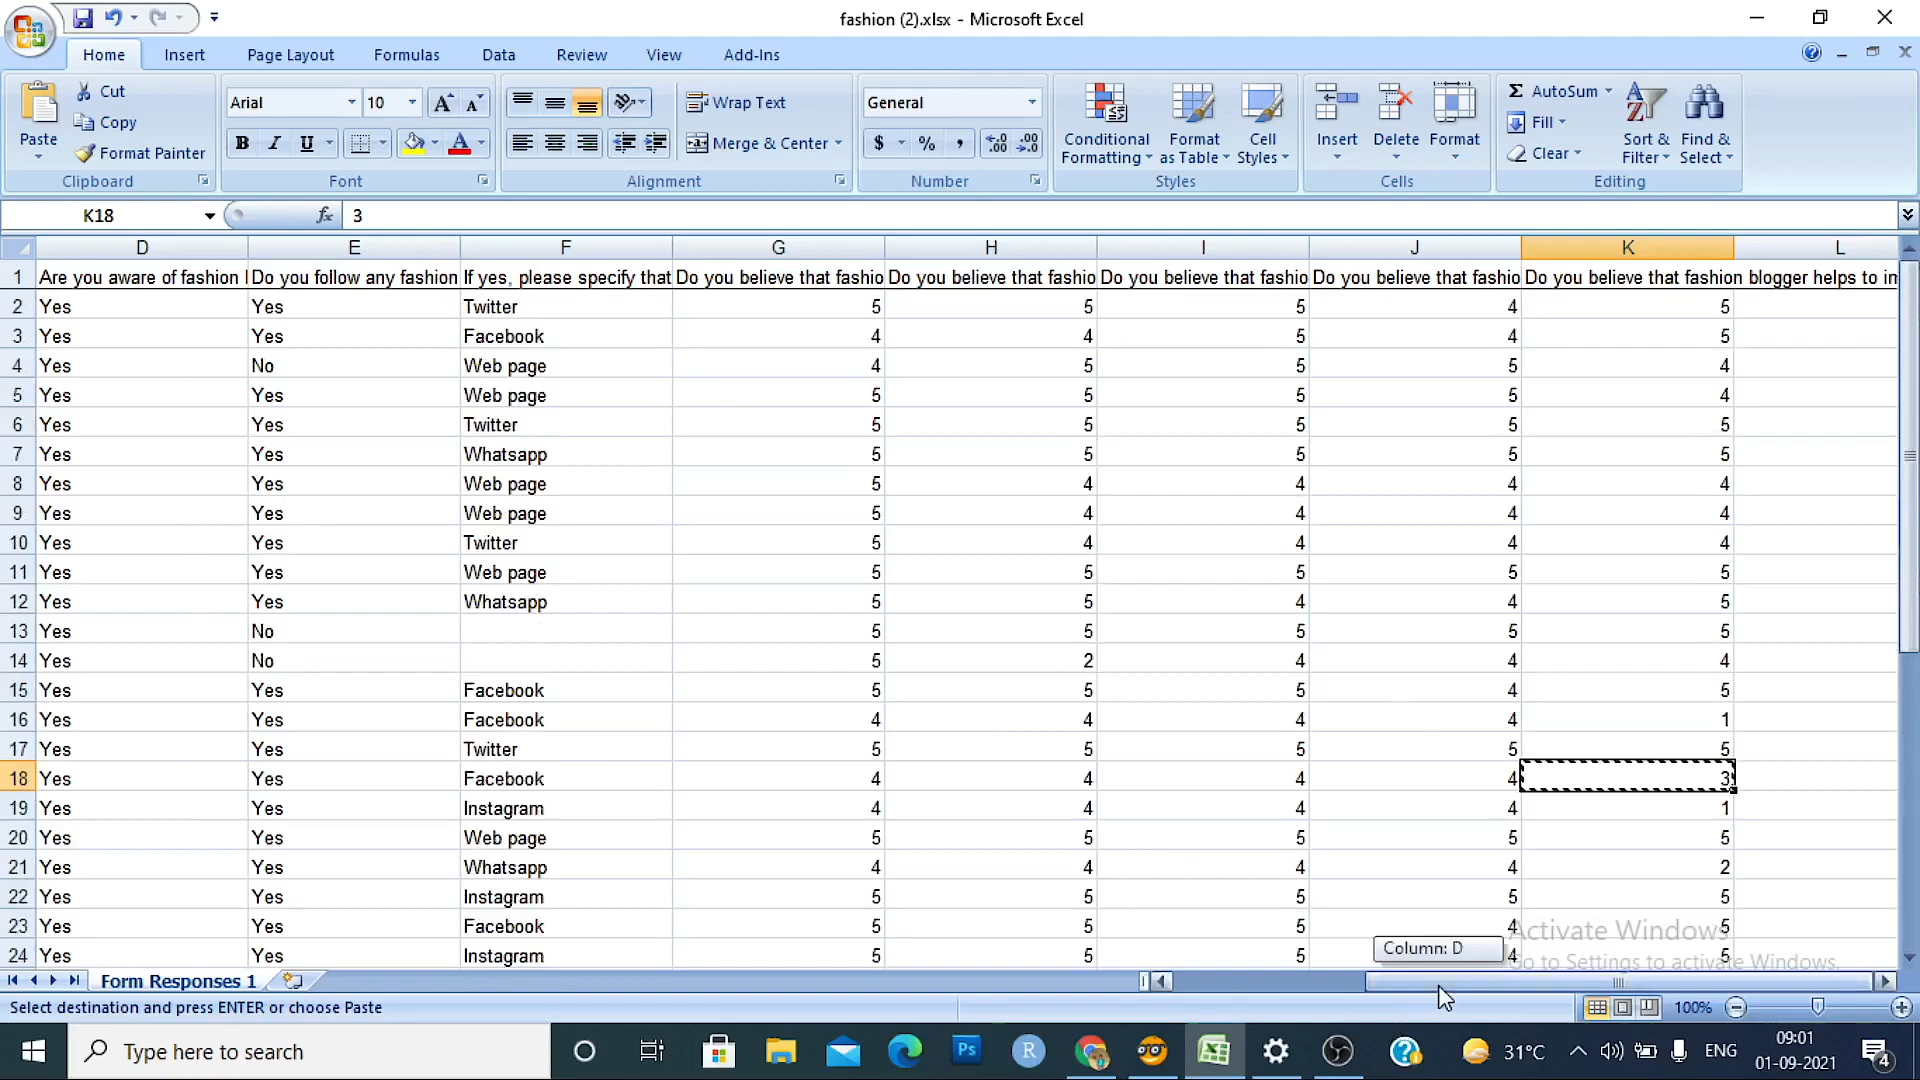 fashion (2).xlsx - Microsoft Excel
Home Insert Page Layout Formulas Data Review View Add-Ins
Paste Cut Copy Format Painter Clipboard
Arial 10 B I U Font
Wrap Text Merge & Center Alignment
General $ % , Number
Conditional Formatting Format as Table Cell Styles Styles
Insert Delete Format Cells
Σ AutoSum Fill Clear Sort & Filter Find & Select Editing
K18 fx 3
D E F G H I J K L
1 Are you aware of fashion Do you follow any fashion If yes, please specify that Do you believe that fashio Do you believe that fashio Do you believe that fashio Do you believe that fashio Do you believe that fashion blogger helps to in
2 Yes Yes Twitter 5 5 5 4 5
3 Yes Yes Facebook 4 4 5 4 5
4 Yes No Web page 4 5 5 5 4
5 Yes Yes Web page 5 5 5 5 4
6 Yes Yes Twitter 5 5 5 5 5
7 Yes Yes Whatsapp 5 5 5 5 5
8 Yes Yes Web page 5 4 4 4 4
9 Yes Yes Web page 5 4 4 4 4
10 Yes Yes Twitter 5 4 4 4 4
11 Yes Yes Web page 5 5 5 5 5
12 Yes Yes Whatsapp 5 5 4 4 5
13 Yes No 5 5 5 5 5
14 Yes No 5 2 4 4 4
15 Yes Yes Facebook 5 5 5 4 5
16 Yes Yes Facebook 4 4 4 4 1
17 Yes Yes Twitter 5 5 5 5 5
18 Yes Yes Facebook 4 4 4 4 3
19 Yes Yes Instagram 4 4 4 4 1
20 Yes Yes Web page 5 5 5 5 5
21 Yes Yes Whatsapp 4 4 4 4 2
22 Yes Yes Instagram 5 5 5 5 5
23 Yes Yes Facebook 5 5 5 4 5
24 Yes Yes Instagram 5 5 5 4 5
Column: D
Activate Windows
Go to Settings to activate Windows.
Form Responses 1
Select destination and press ENTER or choose Paste 100%
Type here to search Ps R 31°C ENG 09:01
01-09-2021 4